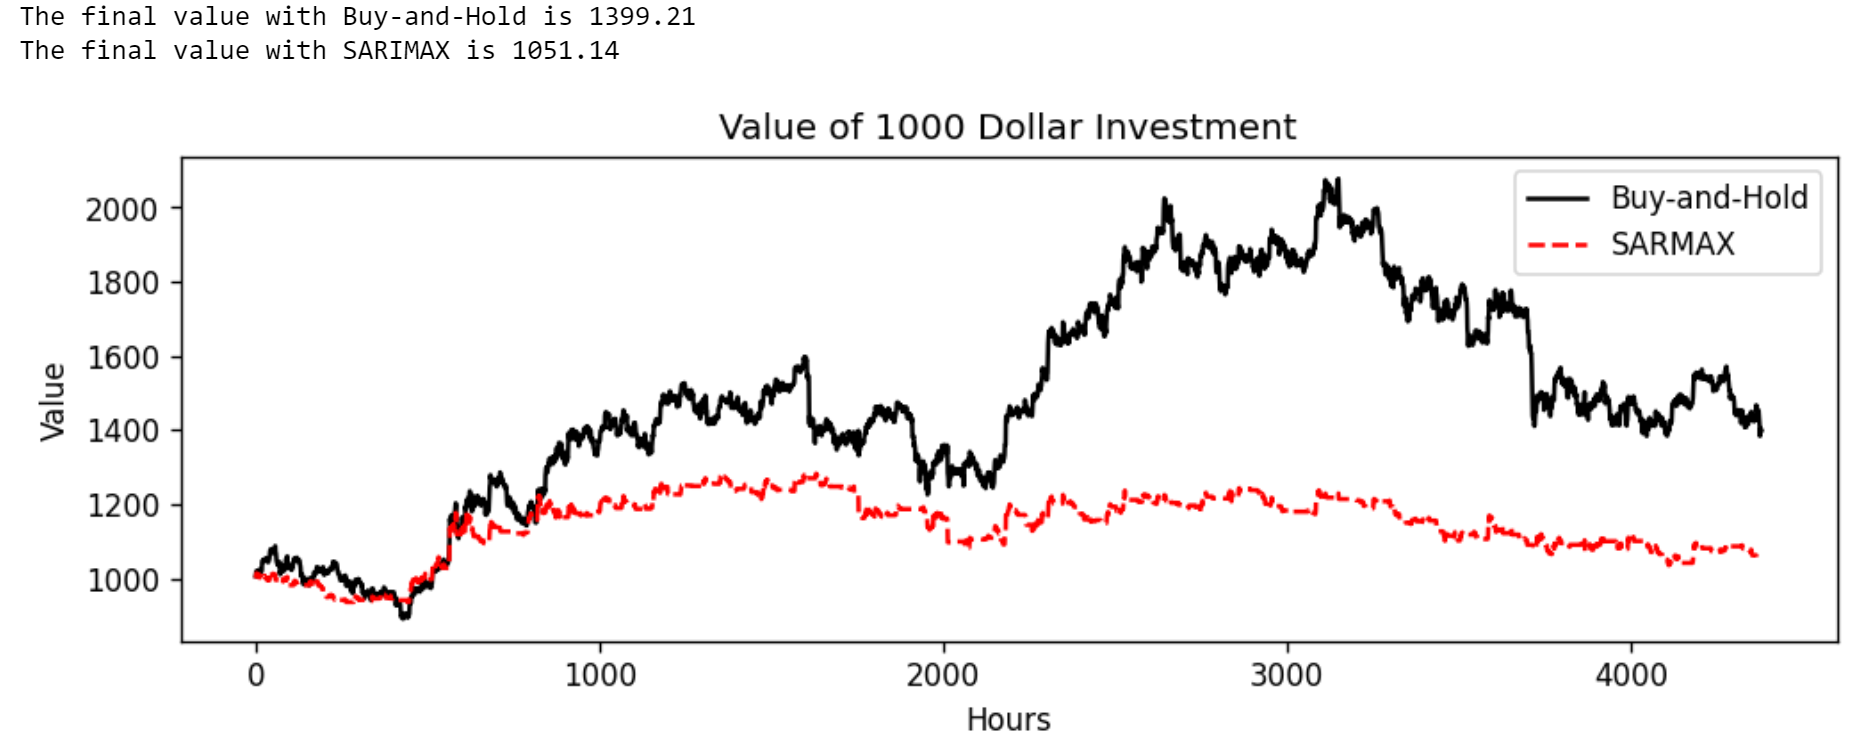 The final value with Buy-and-Hold is 1399.21
The final value with SARIMAX is 1051.14
Value of 1000 Dollar Investment
Buy-and-Hold
SARMAX
2000
1800
1600
1400
1200
1000
Value
0 1000 2000 3000 4000
Hours